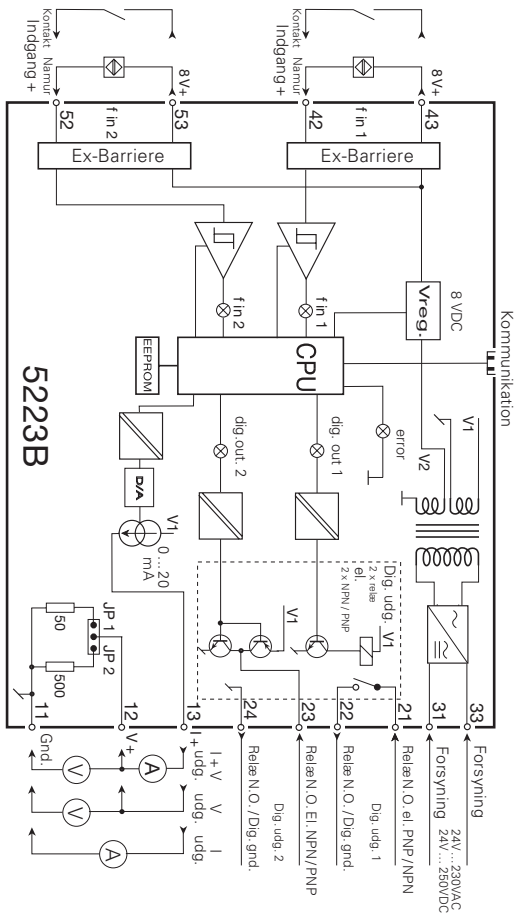 Kommunikation
Kontakt Namur
Indgang +
8 V+
Kontakt Namur
Indgang +
8 V+
52
f in 2
53
42
f in 1
43
Ex-Barriere
Ex-Barriere
8 VDC
Vreg.
f in 2
f in 1
CPU
EEPROM
5223B
dig.out. 2
dig. out 1
error
V1
V2
D/A
V1
0 ... 20
mA
Dig. udg.
2 x relæ
el.
2 x NPN / PNP
V1
V1
JP 1
JP 2
50
500
11
12
13
24
23
22
21
31
33
Gnd.
V +
I +
Relæ N.O. / Dig. gnd.
Relæ N.O. El. NPN / PNP
Dig. udg. 2
Relæ N.O. / Dig. gnd.
Relæ N.O. el. PNP / NPN
Dig. udg. 1
Forsyning
Forsyning
24V ... 230VAC
24V ... 250VDC
I + V
udg.
V
udg.
I
udg.
A
V
V
A